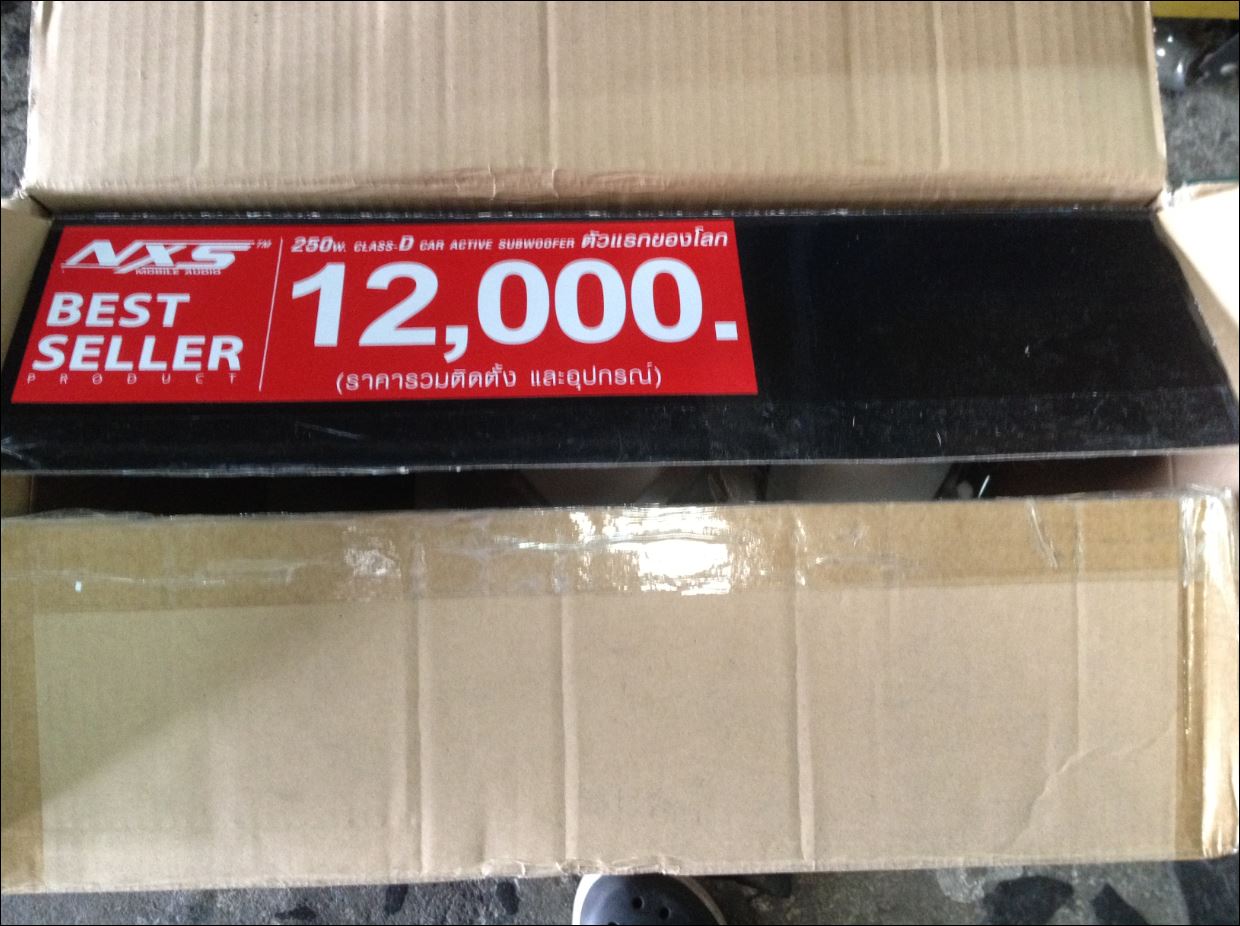 NXS™
MOBILE AUDIO
BEST
SELLER
PRODUCT
250W. CLASS-D CAR ACTIVE SUBWOOFER ตัวแรกของโลก
12,000.
(ราคารวมติดตั้ง และอุปกรณ์)